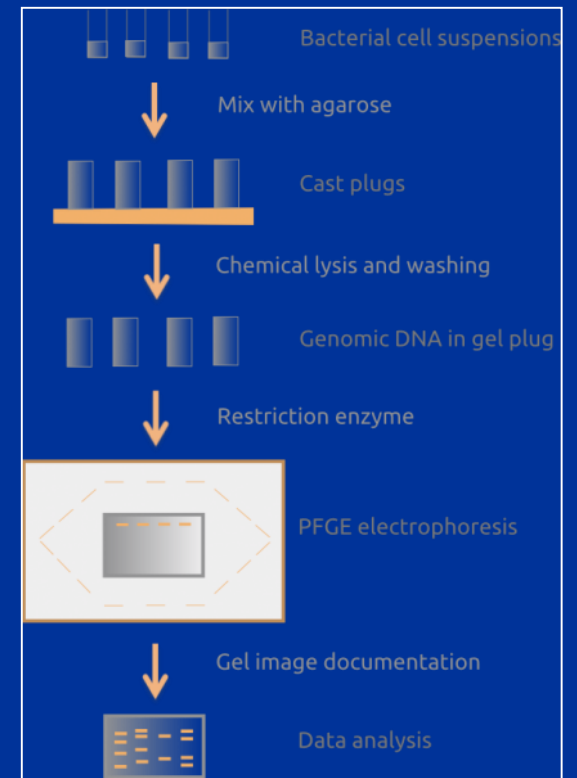 Bacterial cell suspensions
Mix with agarose
Cast plugs
Chemical lysis and washing
Genomic DNA in gel plug
Restriction enzyme
PFGE electrophoresis
Gel image documentation
Data analysis